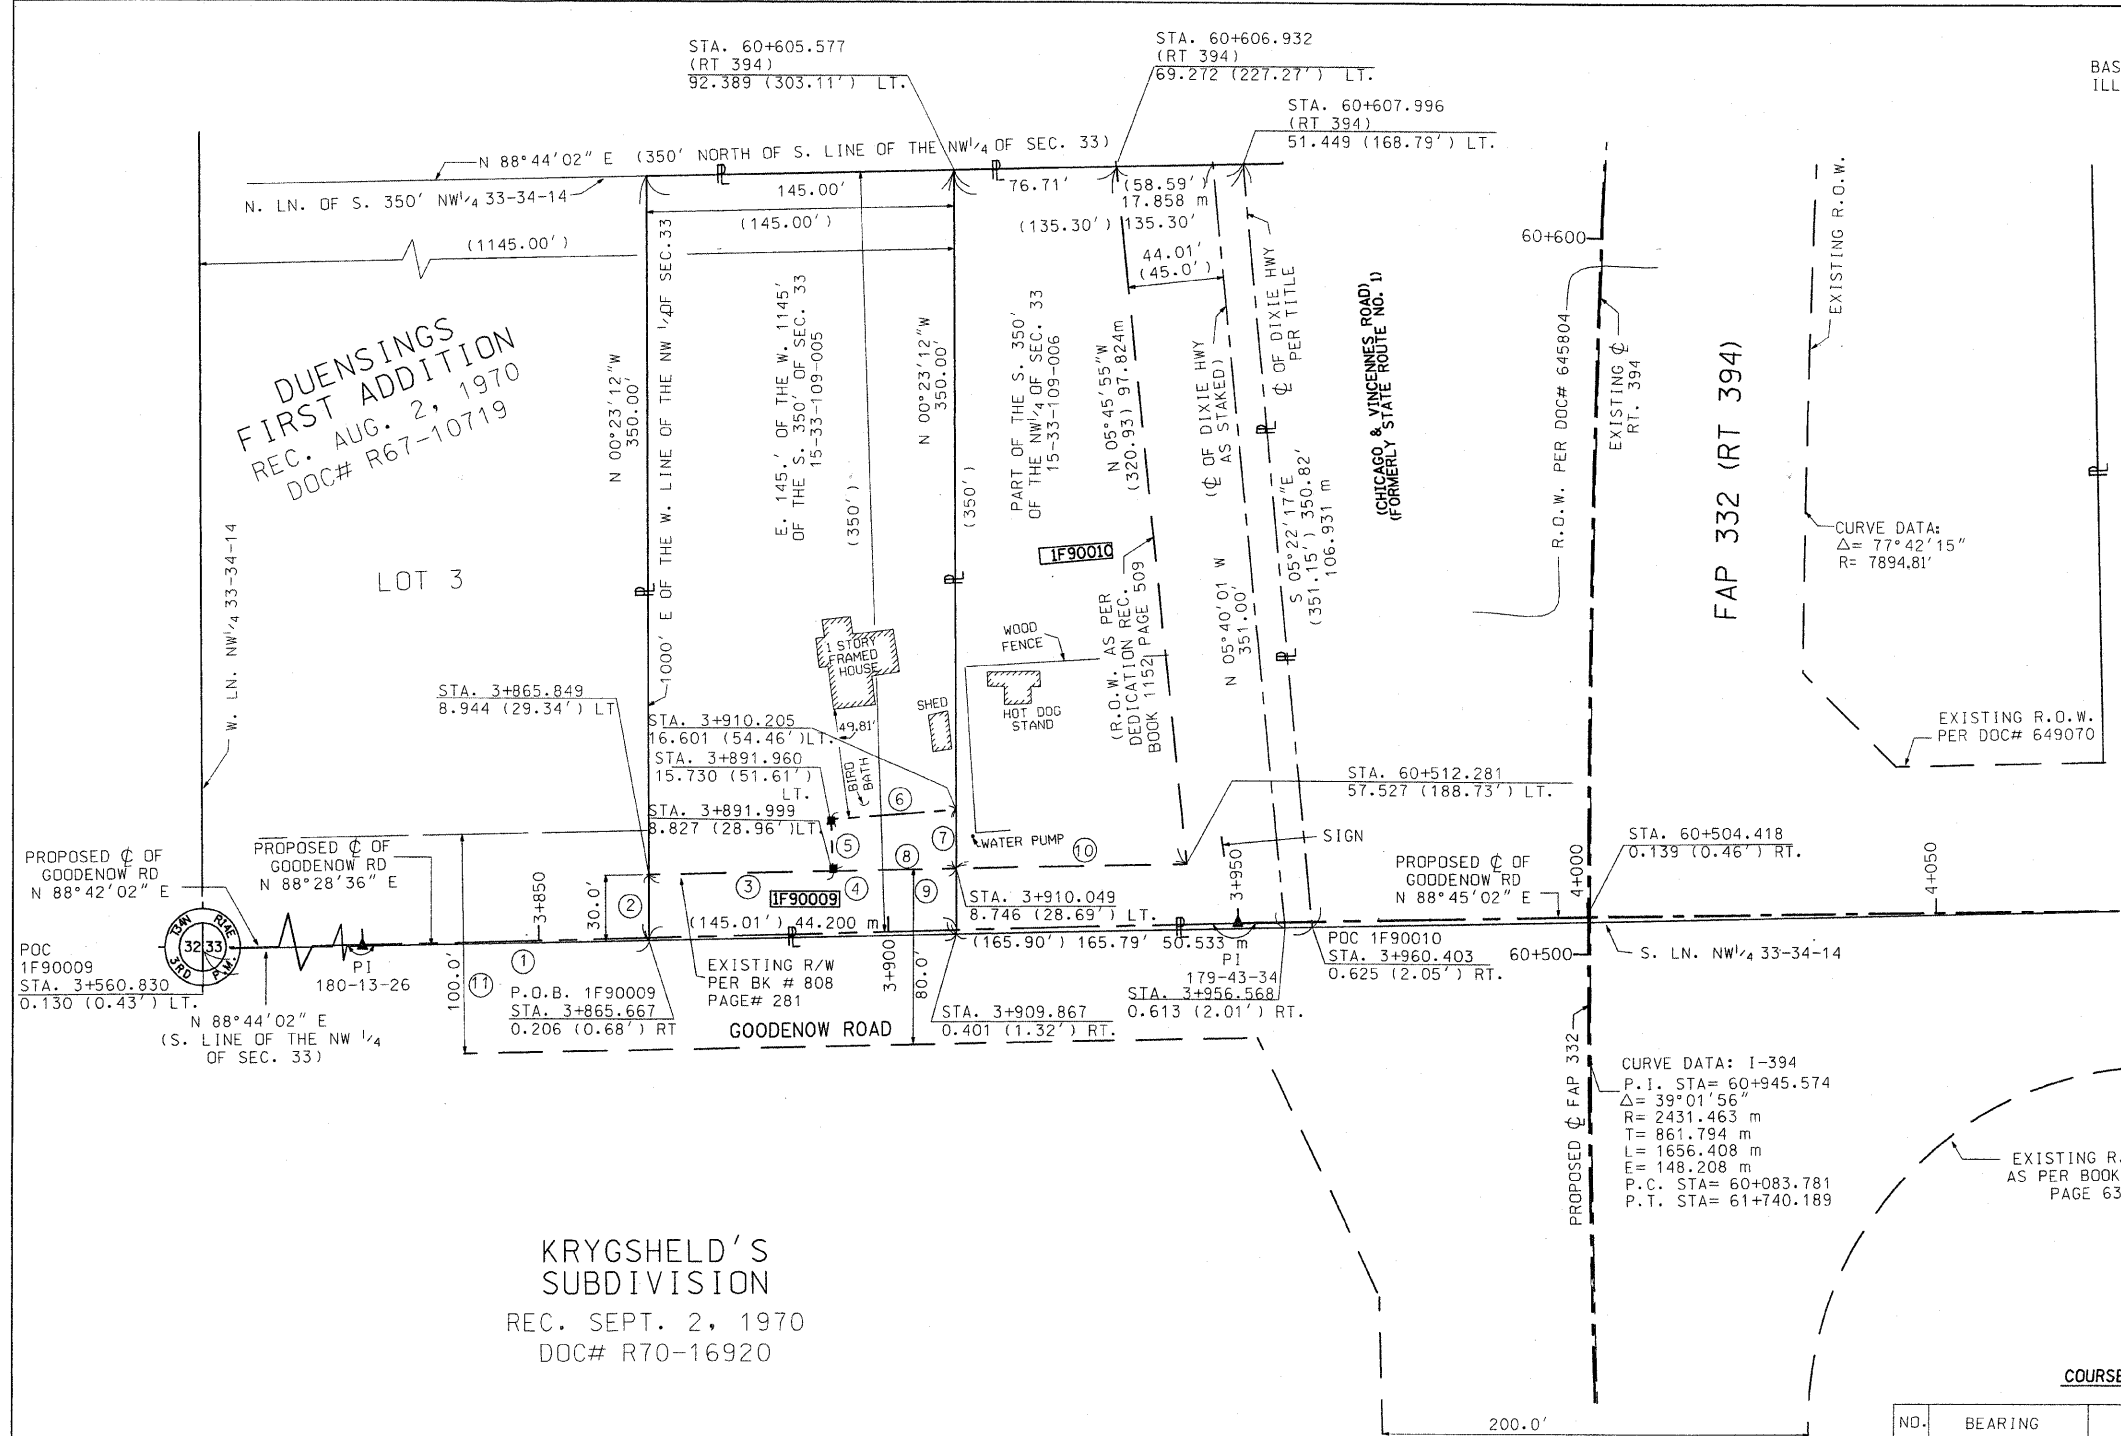 STA. 60+605.577
(RT 394)
92.389 (303.11') LT.
STA. 60+606.932
(RT 394)
69.272 (227.27') LT.
STA. 60+607.996
(RT 394)
51.449 (168.79') LT.
BAS
ILL
N 88°44'02" E (350' NORTH OF S. LINE OF THE NW¼ OF SEC. 33)
N. LN. OF S. 350' NW¼ 33-34-14
145.00'
(145.00')
(1145.00')
76.71'
(58.59')
17.858 m
(135.30') 135.30'
44.01'
(45.0')
60+600
DUENSINGS
FIRST ADDITION
REC. AUG. 2, 1970
DOC# R67-10719
LOT 3
W. LN. NW¼ 33-34-14
N 00°23'12"W
350.00'
1000' E OF THE W. LINE OF THE NW ¼OF SEC.33
E. 145.' OF THE W. 1145'
OF THE S. 350' OF SEC. 33
15-33-109-005
(350')
N 00°23'12"W
350.00'
(350')
PART OF THE S. 350'
OF THE NW¼ OF SEC. 33
15-33-109-006
1F90010
N 05°45'55"W
(320.93) 97.824m
(R.O.W. AS PER
DEDICATION REC.
BOOK 1152 PAGE 509
(℄ OF DIXIE HWY
AS STAKED)
℄ OF DIXIE HWY
PER TITLE
N 05°40'01 W
351.00'
S 05°22'17"E
(351.15') 350.82'
106.931 m
(CHICAGO & VINCENNES ROAD)
(FORMERLY STATE ROUTE NO. 1)
R.O.W. PER DOC# 645804
EXISTING ℄
RT. 394
FAP 332 (RT 394)
EXISTING R.O.W.
CURVE DATA:
Δ= 77°42'15"
R= 7894.81'
EXISTING R.O.W.
PER DOC# 649070
1 STORY
FRAMED
HOUSE
49.81'
BIRD
BATH
SHED
WOOD
FENCE
HOT DOG
STAND
WATER PUMP
STA. 3+865.849
8.944 (29.34') LT
STA. 3+910.205
16.601 (54.46')LT.
STA. 3+891.960
15.730 (51.61')
LT.
STA. 3+891.999
8.827 (28.96')LT.
STA. 60+512.281
57.527 (188.73') LT.
SIGN
STA. 60+504.418
0.139 (0.46') RT.
PROPOSED ℄ OF
GOODENOW RD
N 88°42'02" E
PROPOSED ℄ OF
GOODENOW RD
N 88°28'36" E
PROPOSED ℄ OF
GOODENOW RD
N 88°45'02" E
1
2
3
4
5
6
7
8
9
10
11
3+850
3+900
3+950
4+000
4+050
60+500
30.0'
80.0'
100.0'
1F90009
(145.01') 44.200 m
(165.90') 165.79' 50.533 m
STA. 3+910.049
8.746 (28.69') LT.
T34N
R14E
32 33
3RD
P.M.
POC
1F90009
STA. 3+560.830
0.130 (0.43') LT.
PI
180-13-26
N 88°44'02" E
(S. LINE OF THE NW ¼
OF SEC. 33)
P.O.B. 1F90009
STA. 3+865.667
0.206 (0.68') RT
EXISTING R/W
PER BK # 808
PAGE# 281
GOODENOW ROAD
STA. 3+909.867
0.401 (1.32') RT.
PI
179-43-34
STA. 3+956.568
0.613 (2.01') RT.
POC 1F90010
STA. 3+960.403
0.625 (2.05') RT.
S. LN. NW¼ 33-34-14
PROPOSED ℄ FAP 332
CURVE DATA: I-394
P.I. STA= 60+945.574
Δ= 39°01'56"
R= 2431.463 m
T= 861.794 m
L= 1656.408 m
E= 148.208 m
P.C. STA= 60+083.781
P.T. STA= 61+740.189
EXISTING R.
AS PER BOOK
PAGE 63
KRYGSHELD'S
SUBDIVISION
REC. SEPT. 2, 1970
DOC# R70-16920
200.0'
COURSE
NO. BEARING